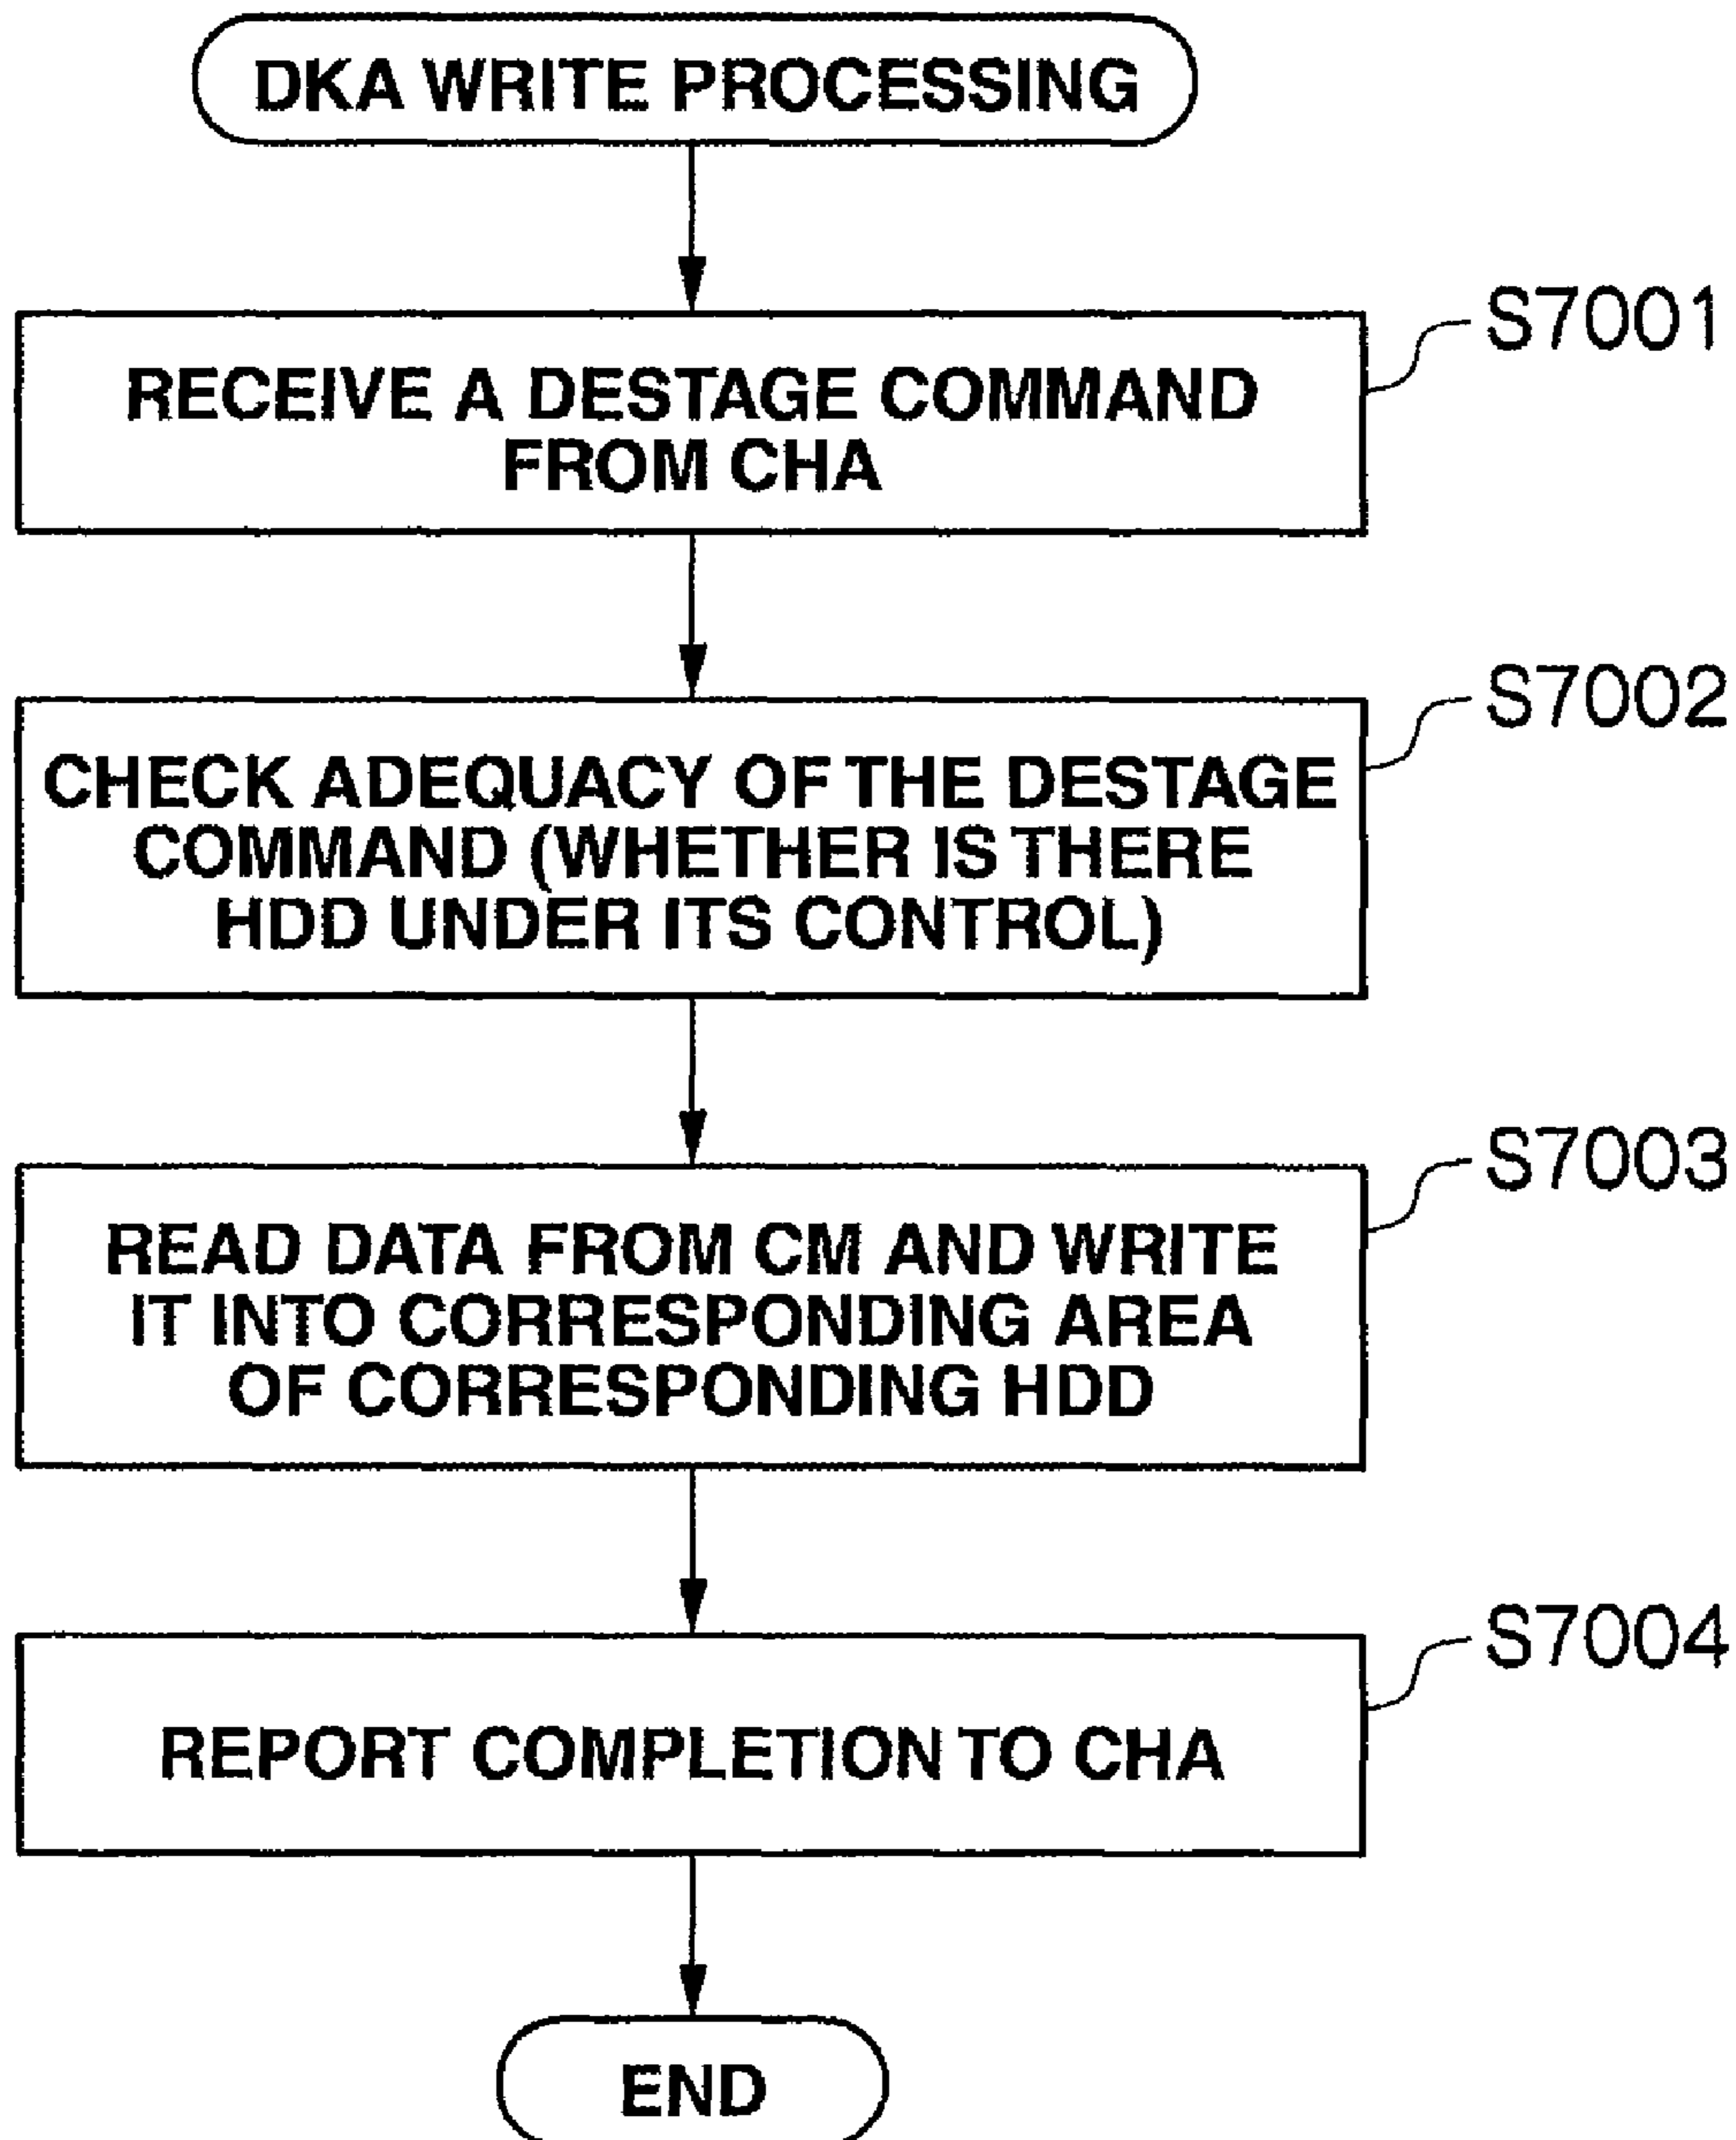 DKA WRITE PROCESSING
S7001
RECEIVE A DESTAGE COMMAND
FROM CHA
S7002
CHECK ADEQUACY OF THE DESTAGE
COMMAND (WHETHER IS THERE
HDD UNDER ITS CONTROL)
S7003
READ DATA FROM CM AND WRITE
IT INTO CORRESPONDING AREA
OF CORRESPONDING HDD
S7004
REPORT COMPLETION TO CHA
END